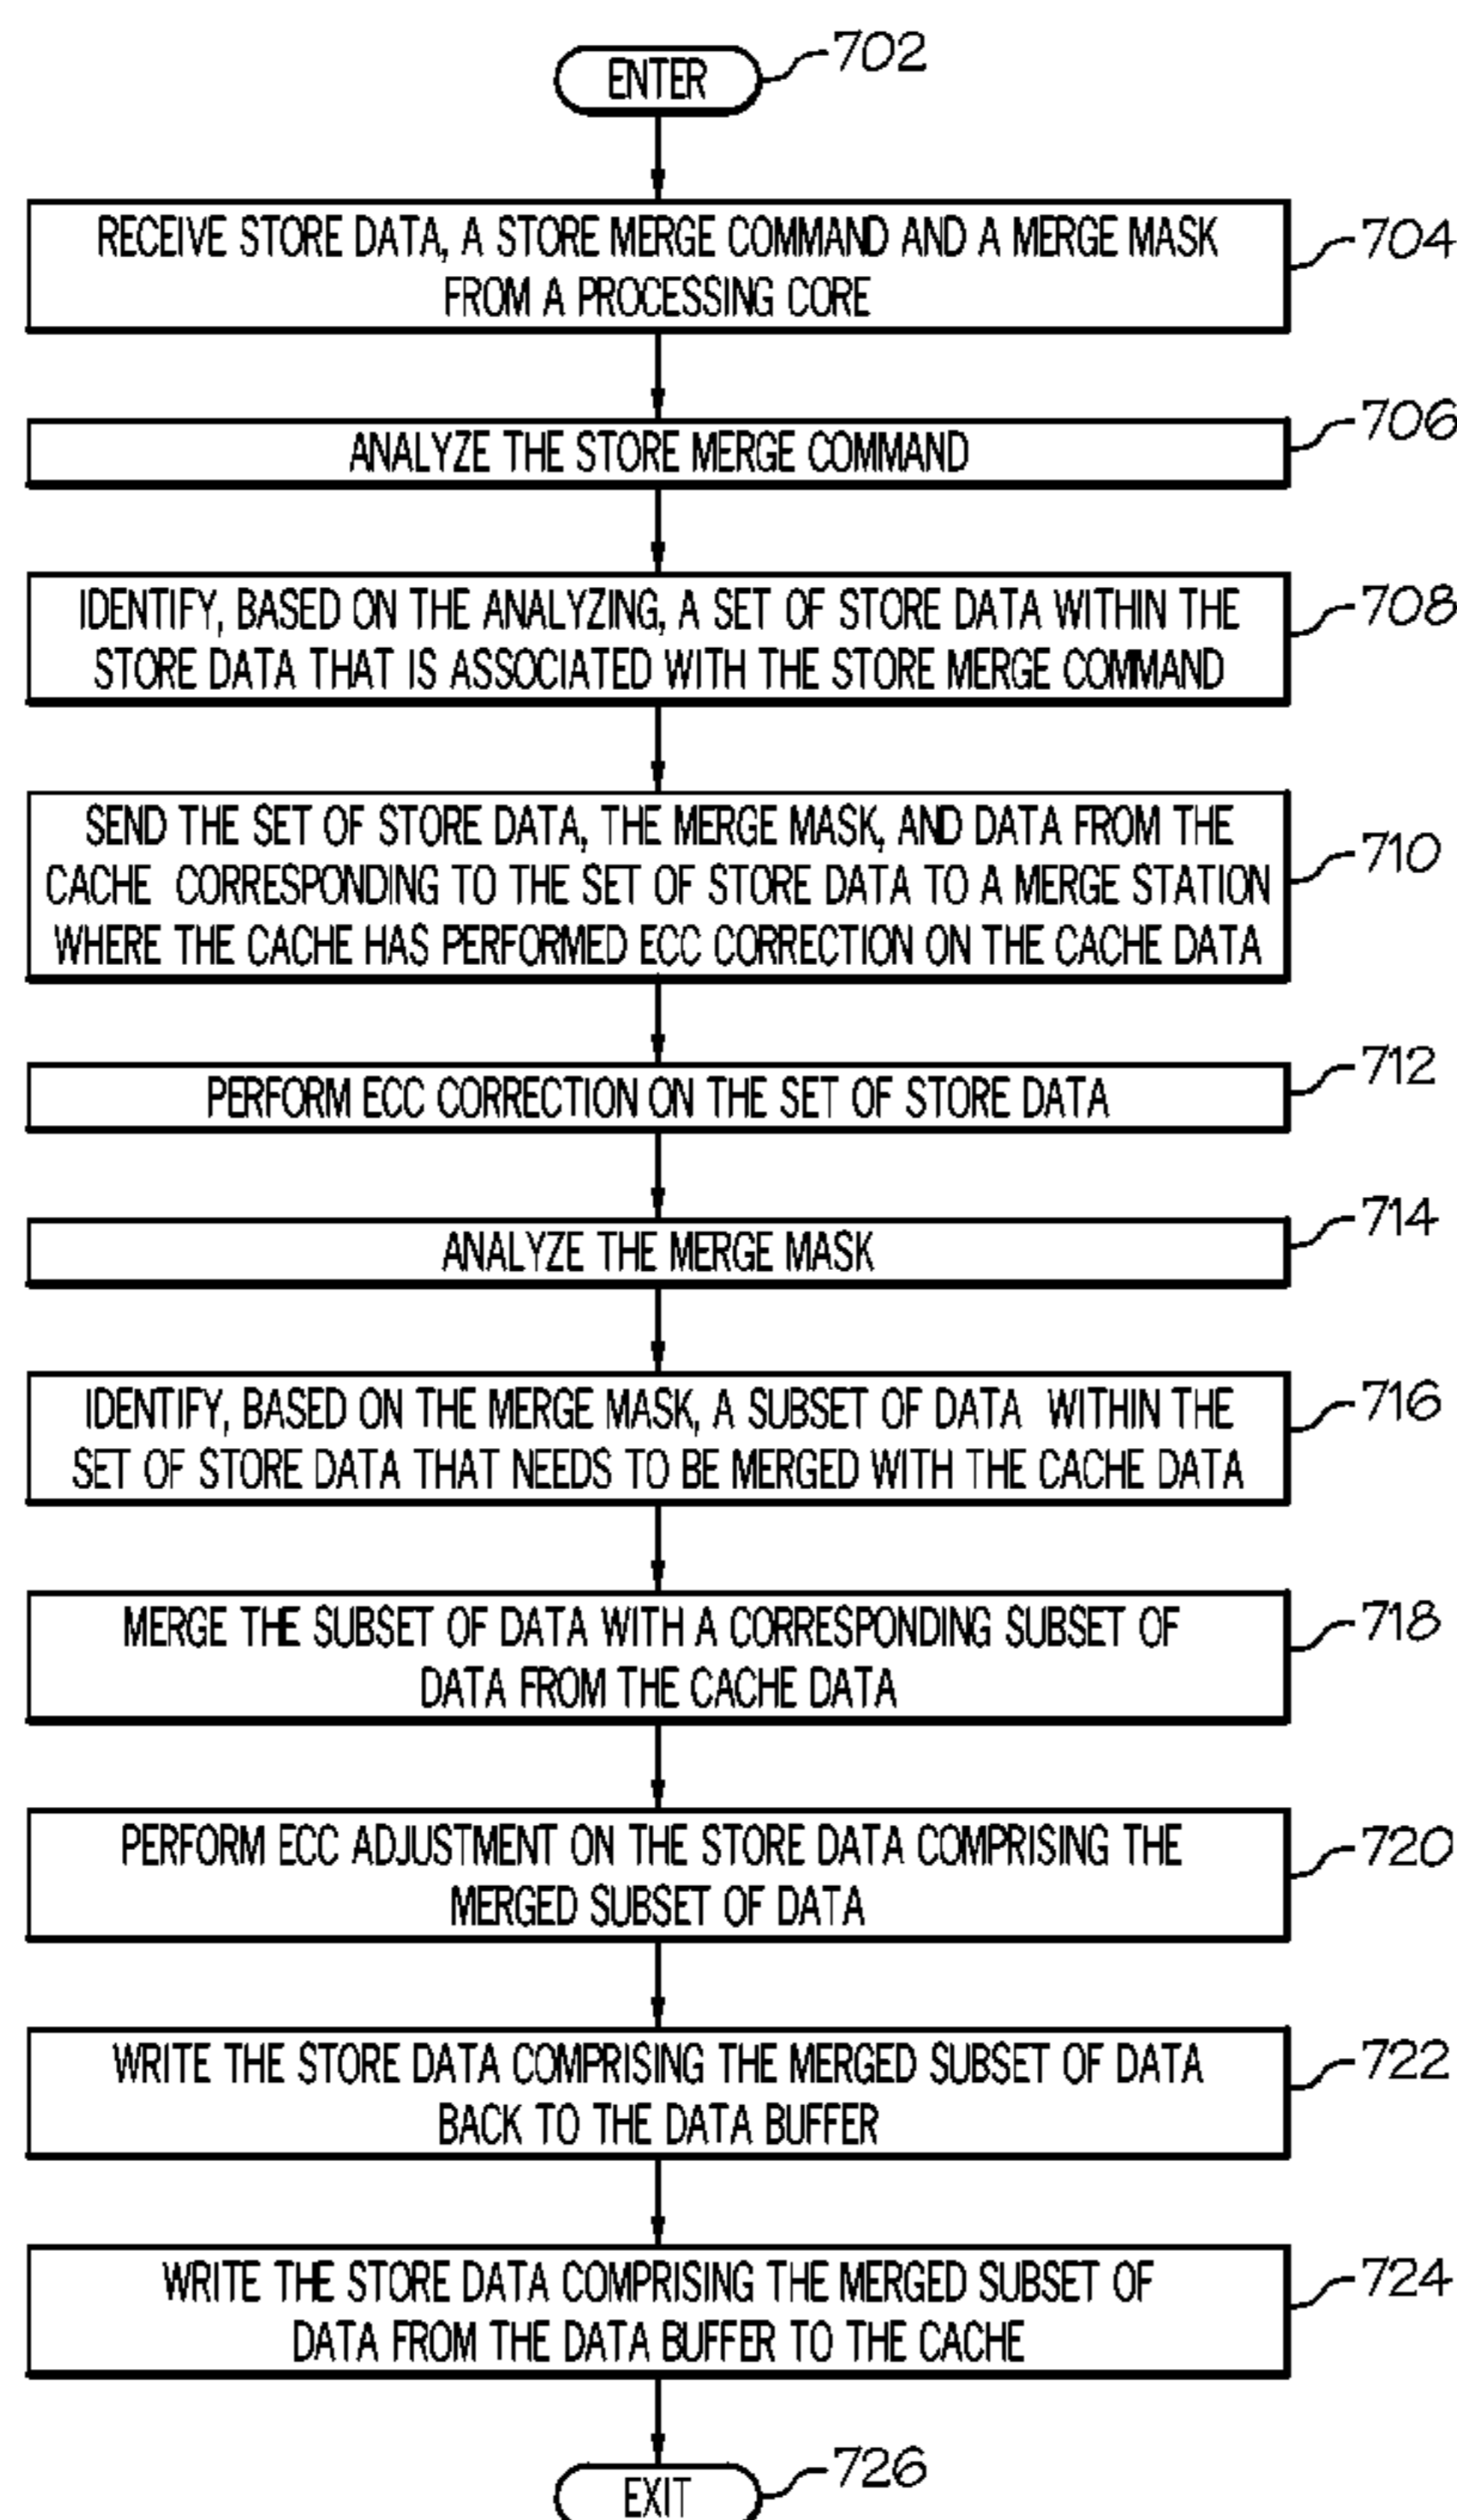 ENTER
702
RECEIVE STORE DATA, A STORE MERGE COMMAND AND A MERGE MASK
FROM A PROCESSING CORE
704
ANALYZE THE STORE MERGE COMMAND
706
IDENTIFY, BASED ON THE ANALYZING, A SET OF STORE DATA WITHIN THE
STORE DATA THAT IS ASSOCIATED WITH THE STORE MERGE COMMAND
708
SEND THE SET OF STORE DATA, THE MERGE MASK, AND DATA FROM THE
CACHE CORRESPONDING TO THE SET OF STORE DATA TO A MERGE STATION
WHERE THE CACHE HAS PERFORMED ECC CORRECTION ON THE CACHE DATA
710
PERFORM ECC CORRECTION ON THE SET OF STORE DATA
712
ANALYZE THE MERGE MASK
714
IDENTIFY, BASED ON THE MERGE MASK, A SUBSET OF DATA WITHIN THE
SET OF STORE DATA THAT NEEDS TO BE MERGED WITH THE CACHE DATA
716
MERGE THE SUBSET OF DATA WITH A CORRESPONDING SUBSET OF
DATA FROM THE CACHE DATA
718
PERFORM ECC ADJUSTMENT ON THE STORE DATA COMPRISING THE
MERGED SUBSET OF DATA
720
WRITE THE STORE DATA COMPRISING THE MERGED SUBSET OF DATA
BACK TO THE DATA BUFFER
722
WRITE THE STORE DATA COMPRISING THE MERGED SUBSET OF
DATA FROM THE DATA BUFFER TO THE CACHE
724
EXIT
726